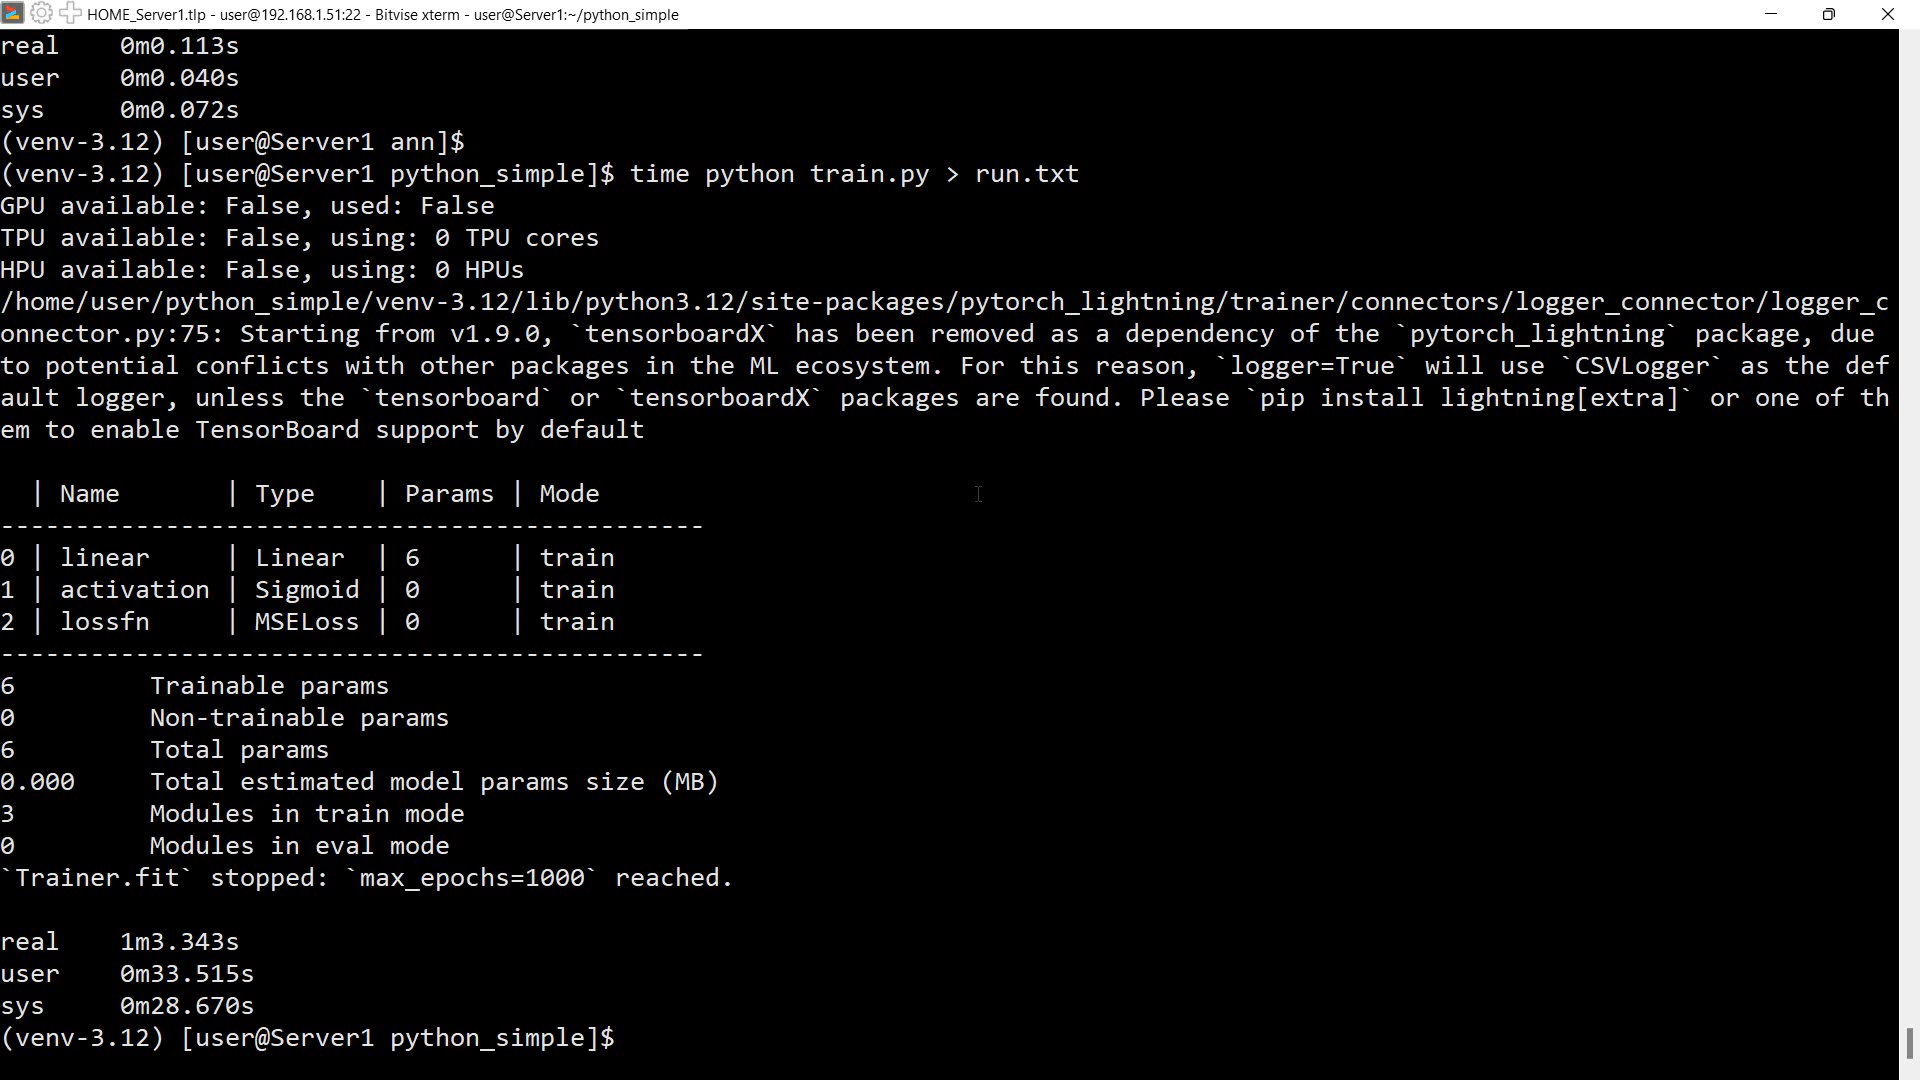 HOME_Server1.tlp - user@192.168.1.51:22 - Bitvise xterm - user@Server1:~/python_simple
real    0m0.113s
user    0m0.040s
sys     0m0.072s
(venv-3.12) [user@Server1 ann]$
(venv-3.12) [user@Server1 python_simple]$ time python train.py > run.txt
GPU available: False, used: False
TPU available: False, using: 0 TPU cores
HPU available: False, using: 0 HPUs
/home/user/python_simple/venv-3.12/lib/python3.12/site-packages/pytorch_lightning/trainer/connectors/logger_connector/logger_c
onnector.py:75: Starting from v1.9.0, `tensorboardX` has been removed as a dependency of the `pytorch_lightning` package, due
to potential conflicts with other packages in the ML ecosystem. For this reason, `logger=True` will use `CSVLogger` as the def
ault logger, unless the `tensorboard` or `tensorboardX` packages are found. Please `pip install lightning[extra]` or one of th
em to enable TensorBoard support by default
  | Name       | Type    | Params | Mode
-----------------------------------------------
0 | linear     | Linear  | 6      | train
1 | activation | Sigmoid | 0      | train
2 | lossfn     | MSELoss | 0      | train
-----------------------------------------------
6         Trainable params
0         Non-trainable params
6         Total params
0.000     Total estimated model params size (MB)
3         Modules in train mode
0         Modules in eval mode
`Trainer.fit` stopped: `max_epochs=1000` reached.
real    1m3.343s
user    0m33.515s
sys     0m28.670s
(venv-3.12) [user@Server1 python_simple]$